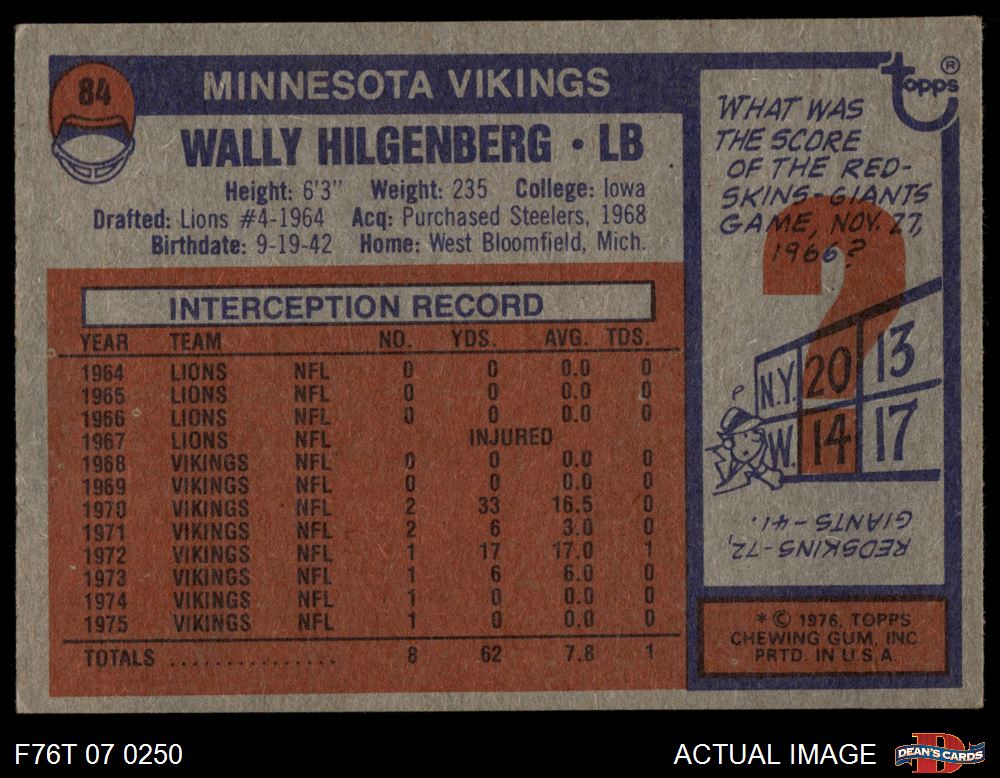 84
MINNESOTA VIKINGS
WALLY HILGENBERG • LB
Height: 6'3" Weight: 235 College: Iowa
Drafted: Lions #4-1964 Acq: Purchased Steelers, 1968
Birthdate: 9-19-42 Home: West Bloomfield, Mich.
INTERCEPTION RECORD
YEAR TEAM NO. YDS. AVG. TDS.
1964 LIONS NFL 0 0 0.0 0
1965 LIONS NFL 0 0 0.0 0
1966 LIONS NFL 0 0 0.0 0
1967 LIONS NFL INJURED
1968 VIKINGS NFL 0 0 0.0 0
1969 VIKINGS NFL 0 0 0.0 0
1970 VIKINGS NFL 2 33 16.5 0
1971 VIKINGS NFL 2 6 3.0 0
1972 VIKINGS NFL 1 17 17.0 1
1973 VIKINGS NFL 1 6 6.0 0
1974 VIKINGS NFL 1 0 0.0 0
1975 VIKINGS NFL 1 0 0.0 0
TOTALS ................ 8 62 7.8 1
topps ®
WHAT WAS
THE SCORE
OF THE RED-
SKINS-GIANTS
GAME, NOV. 27,
1966?
?
N.Y. 20 13
W. 14 17
REDSKINS-72,
GIANTS-41.
* © 1976, TOPPS
CHEWING GUM, INC.
PRTD. IN U.S.A.
F76T 07 0250
ACTUAL IMAGE
D
DEAN'S CARDS